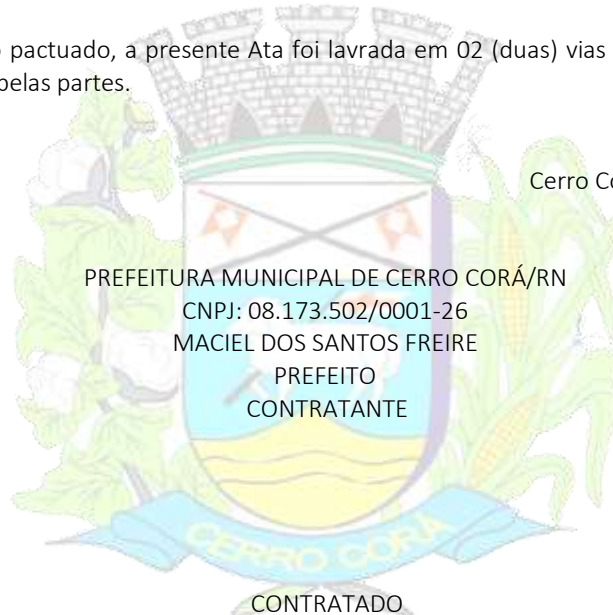 pactuado, a presente Ata foi lavrada em 02 (duas) vias
pelas partes.
Cerro
PREFEITURA MUNICIPAL DE CERRO CORÁ/RN
CNPJ: 08.173.502/0001-26
MACIEL DOS SANTOS FREIRE
PREFEITO
CONTRATANTE
CERRO CORÁ
CONTRATADO